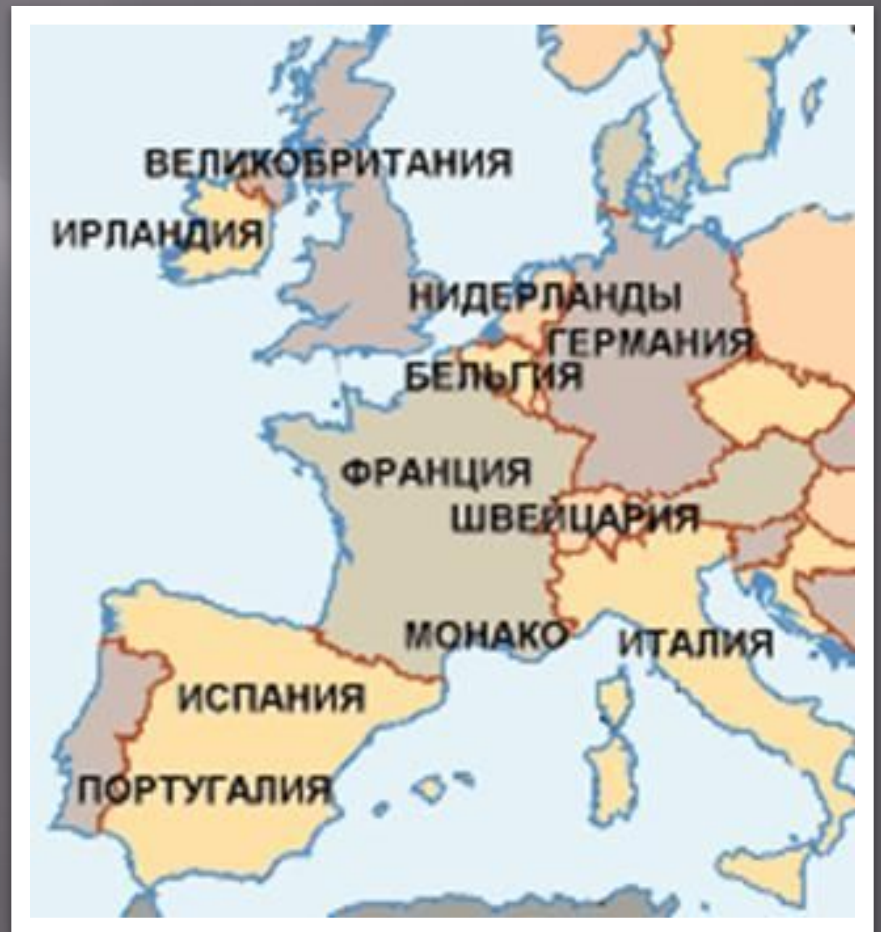 ВЕЛИКОБРИТАНИЯ
ИРЛАНДИЯ
НИДЕРЛАНДЫ
ГЕРМАНИЯ
БЕЛЬГИЯ
ФРАНЦИЯ
ШВЕЙЦАРИЯ
МОНАКО
ИТАЛИЯ
ИСПАНИЯ
ПОРТУГАЛИЯ